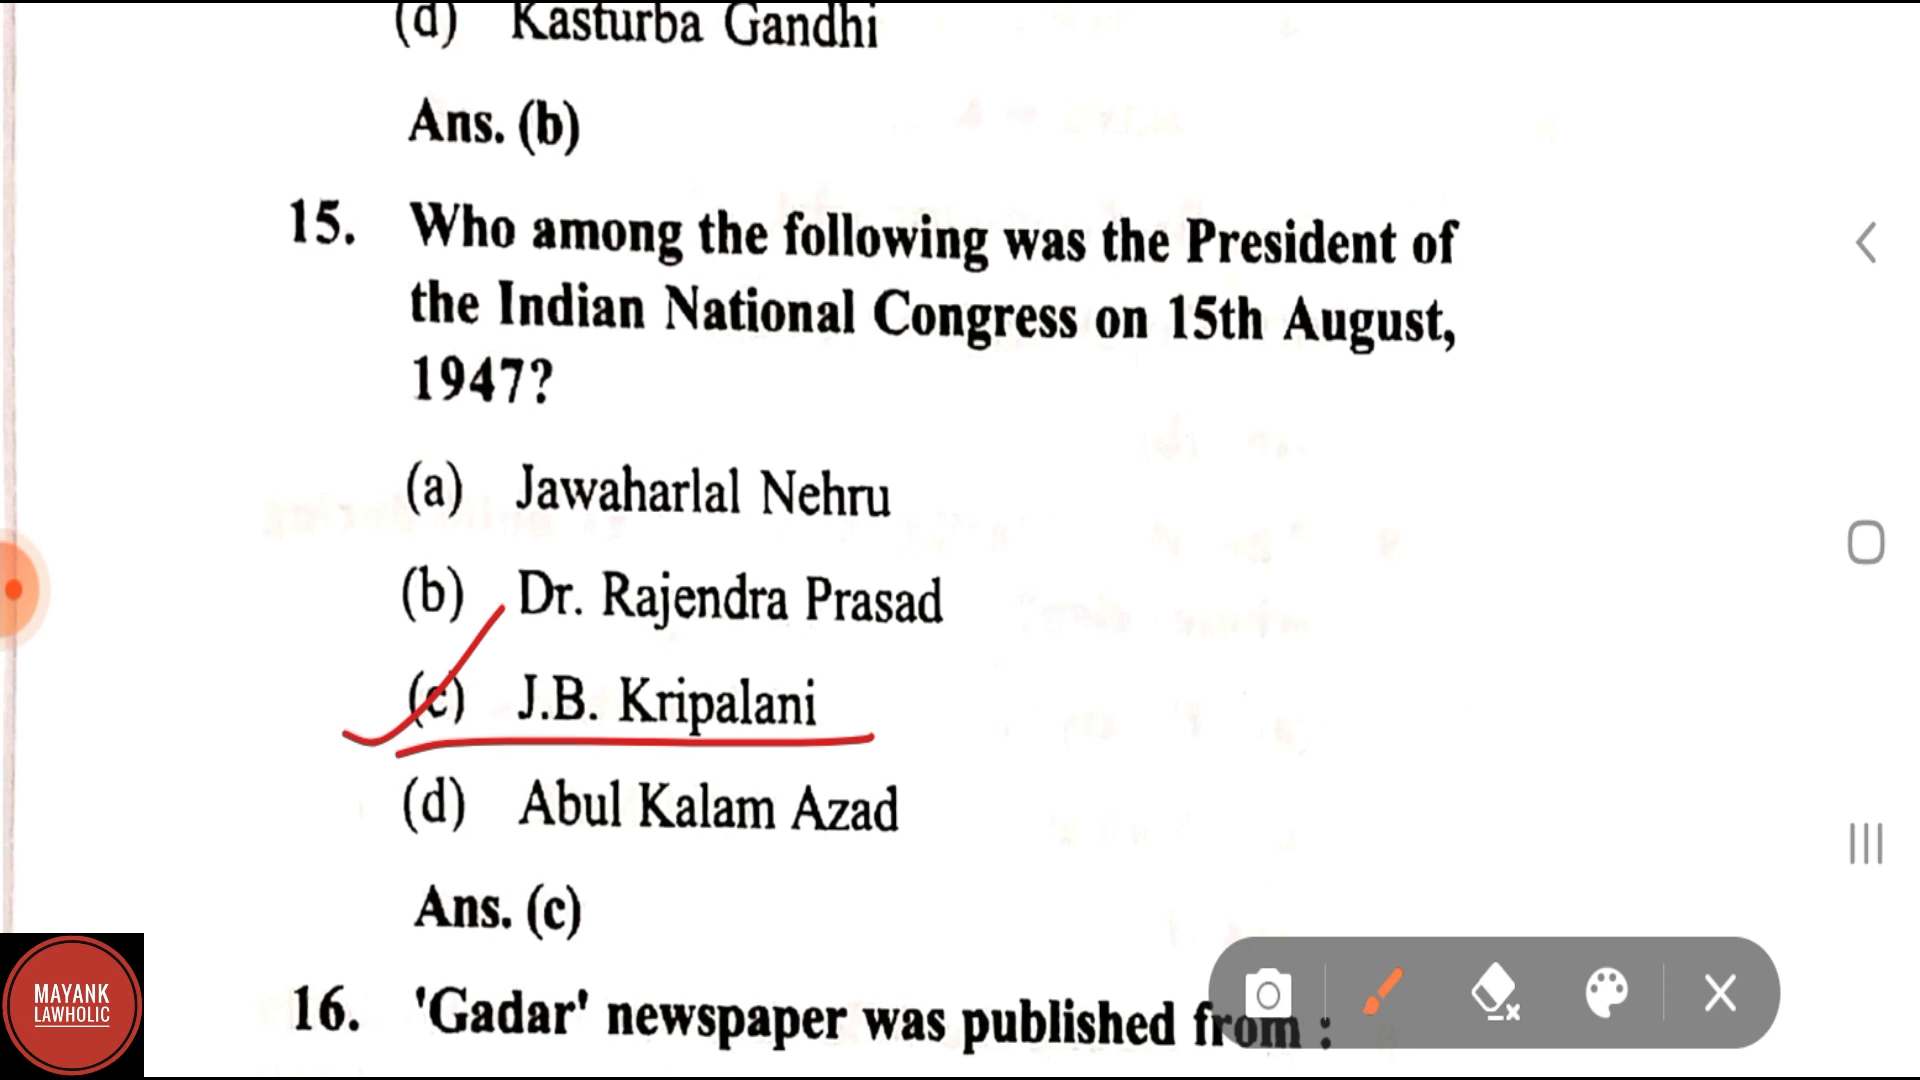 (d) Kasturba Gandhi
Ans. (b)
15. Who among the following was the President of
the Indian National Congress on 15th August,
1947?
(a) Jawaharlal Nehru
(b) Dr. Rajendra Prasad
(c) J.B. Kripalani
(d) Abul Kalam Azad
Ans. (c)
16. 'Gadar' newspaper was published from :
MAYANK
LAWHOLIC